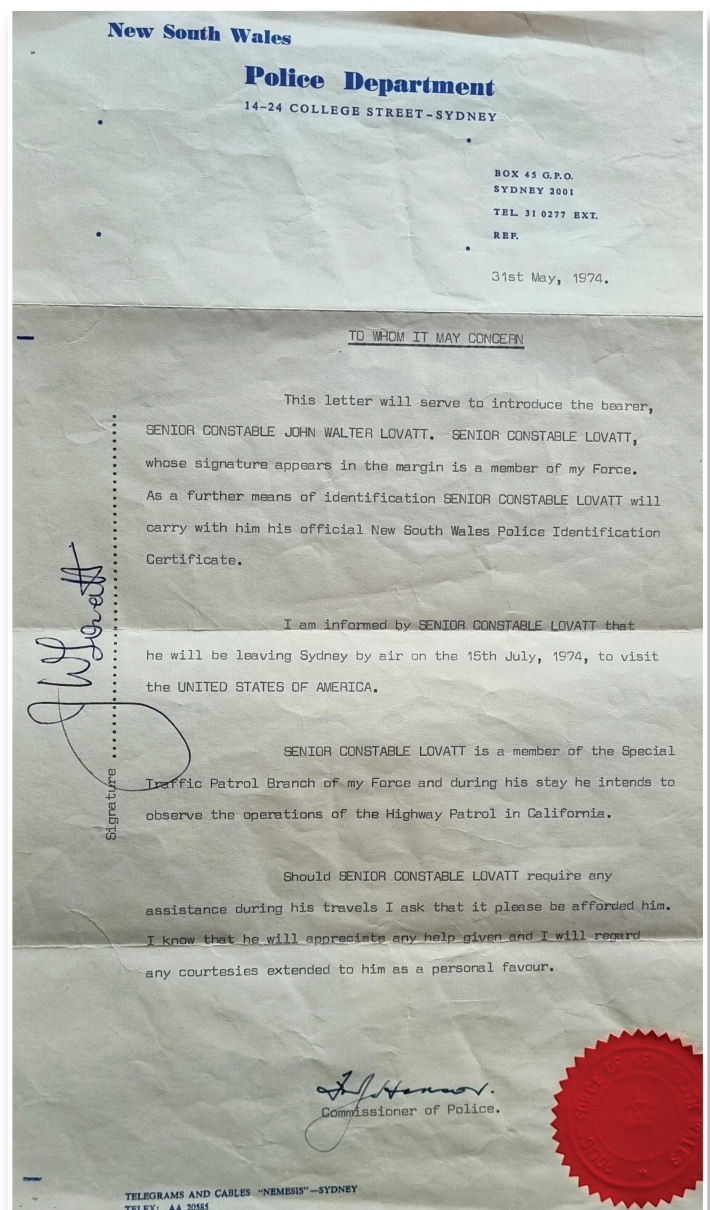 New South Wales
Police Department
14-24 COLLEGE STREET-SYDNEY
BOX 45 G.P.O.
SYDNEY 2001
TEL. 31 0277 EXT.
REF.
31st May, 1974.
TO WHOM IT MAY CONCERN
This letter will serve to introduce the bearer,
SENIOR CONSTABLE JOHN WALTER LOVATT. SENIOR CONSTABLE LOVATT,
whose signature appears in the margin is a member of my Force.
As a further means of identification SENIOR CONSTABLE LOVATT will
carry with him his official New South Wales Police Identification
Certificate.
I am informed by SENIOR CONSTABLE LOVATT that
he will be leaving Sydney by air on the 15th July, 1974, to visit
the UNITED STATES OF AMERICA.
SENIOR CONSTABLE LOVATT is a member of the Special
Traffic Patrol Branch of my Force and during his stay he intends to
observe the operations of the Highway Patrol in California.
Should SENIOR CONSTABLE LOVATT require any
assistance during his travels I ask that it please be afforded him.
I know that he will appreciate any help given and I will regard
any courtesies extended to him as a personal favour.
Signature
JWLovatt
Commissioner of Police.
TELEGRAMS AND CABLES "NEMESIS"—SYDNEY
TELEX: AA 20585